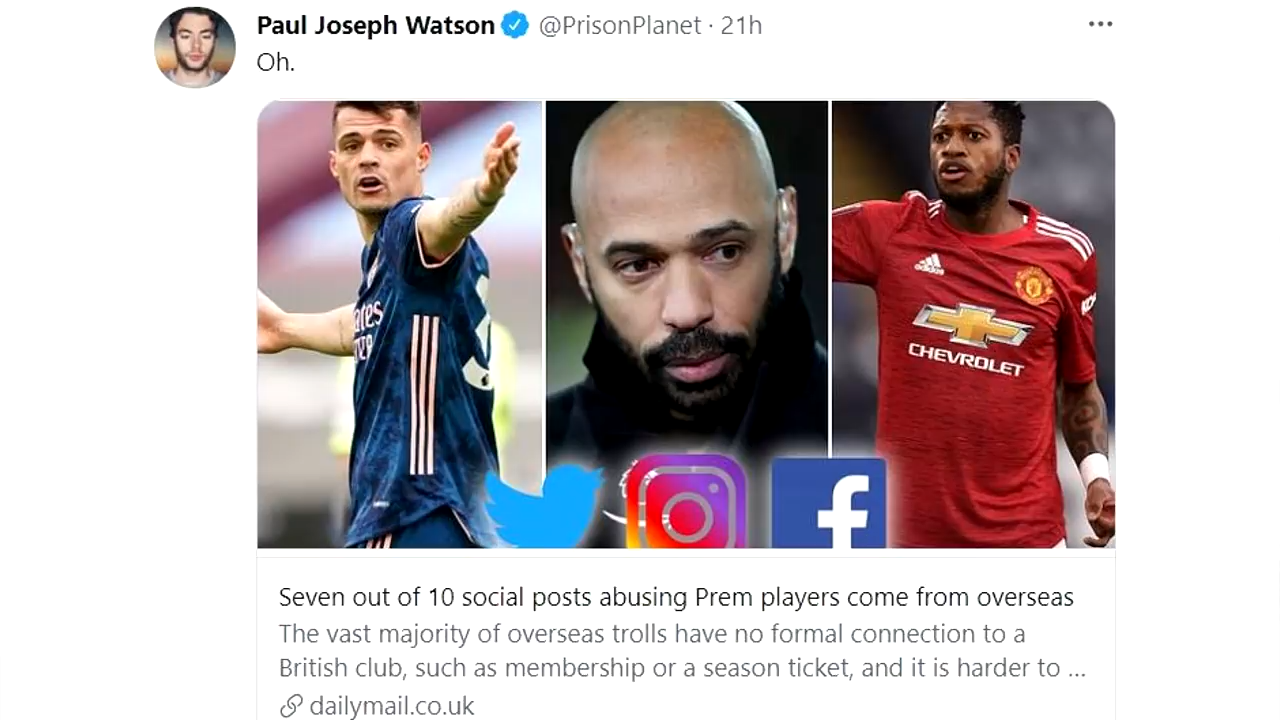 Paul Joseph Watson @PrisonPlanet · 21h
Oh.
adidas
CHEVROLET
Seven out of 10 social posts abusing Prem players come from overseas
The vast majority of overseas trolls have no formal connection to a
British club, such as membership or a season ticket, and it is harder to ...
dailymail.co.uk